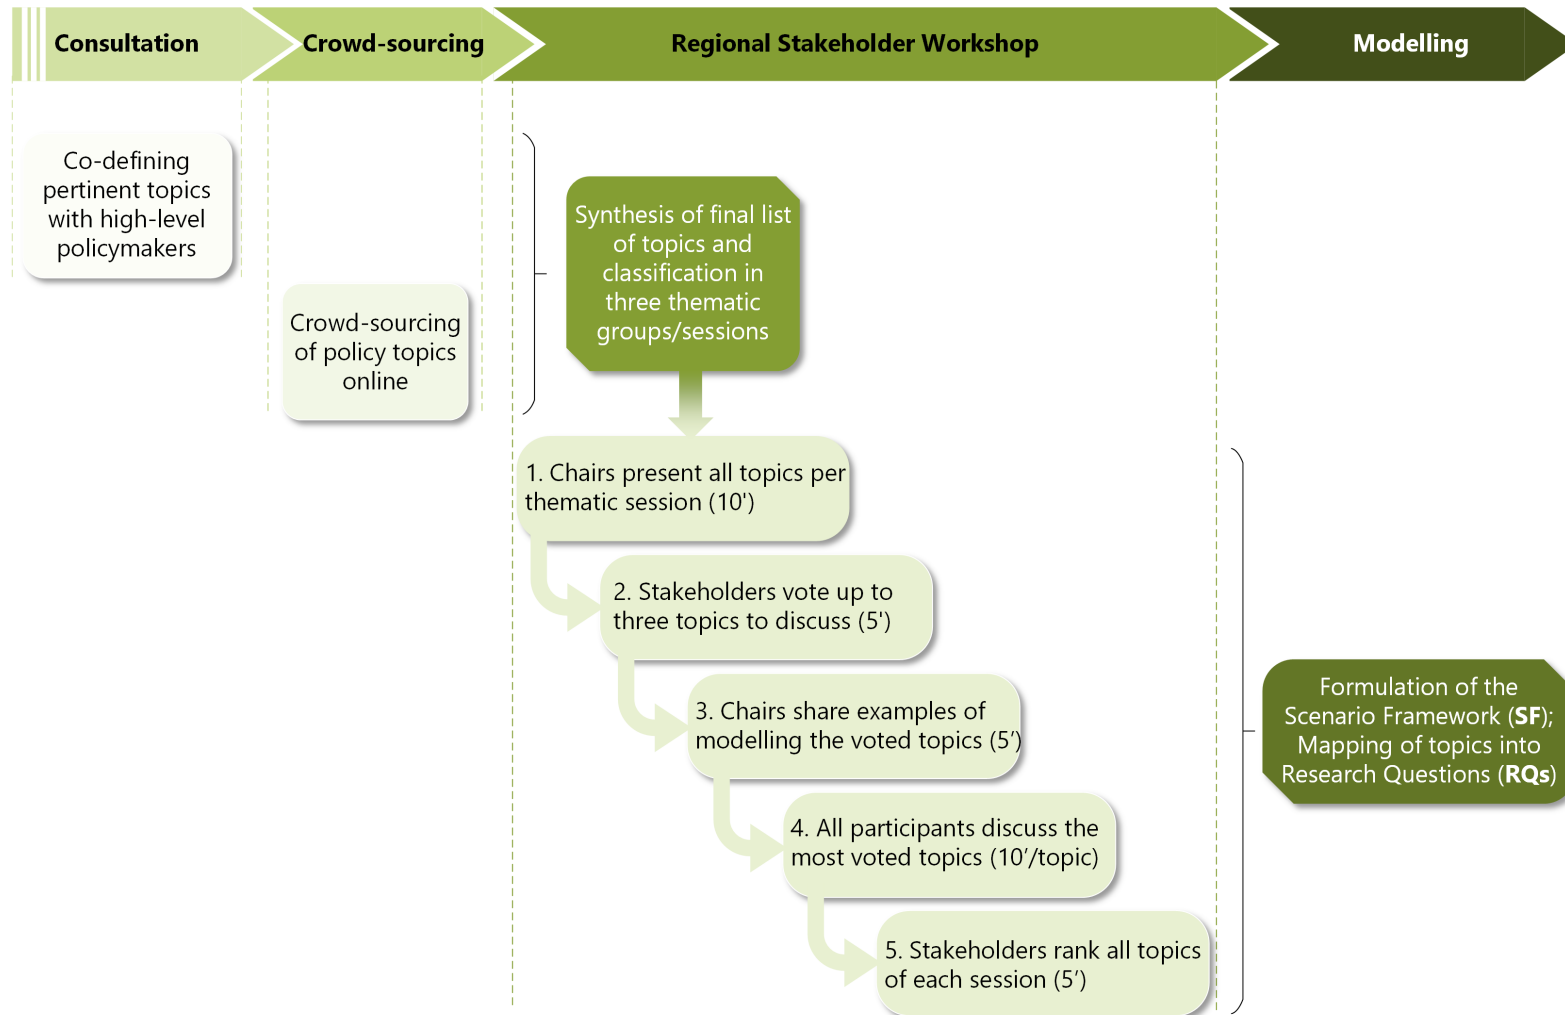 Consultation
Crowd-sourcing
Regional Stakeholder Workshop
Modelling
Co-defining
pertinent topics
with high-level
policymakers
Crowd-sourcing
of policy topics
online
Synthesis of final list
of topics and
classification in
three thematic
groups/sessions
1. Chairs present all topics per
thematic session (10')
2. Stakeholders vote up to
three topics to discuss (5')
3. Chairs share examples of
modelling the voted topics (5’)
4. All participants discuss the
most voted topics (10’/topic)
5. Stakeholders rank all topics
of each session (5’)
Formulation of the
Scenario Framework (SF);
Mapping of topics into
Research Questions (RQs)